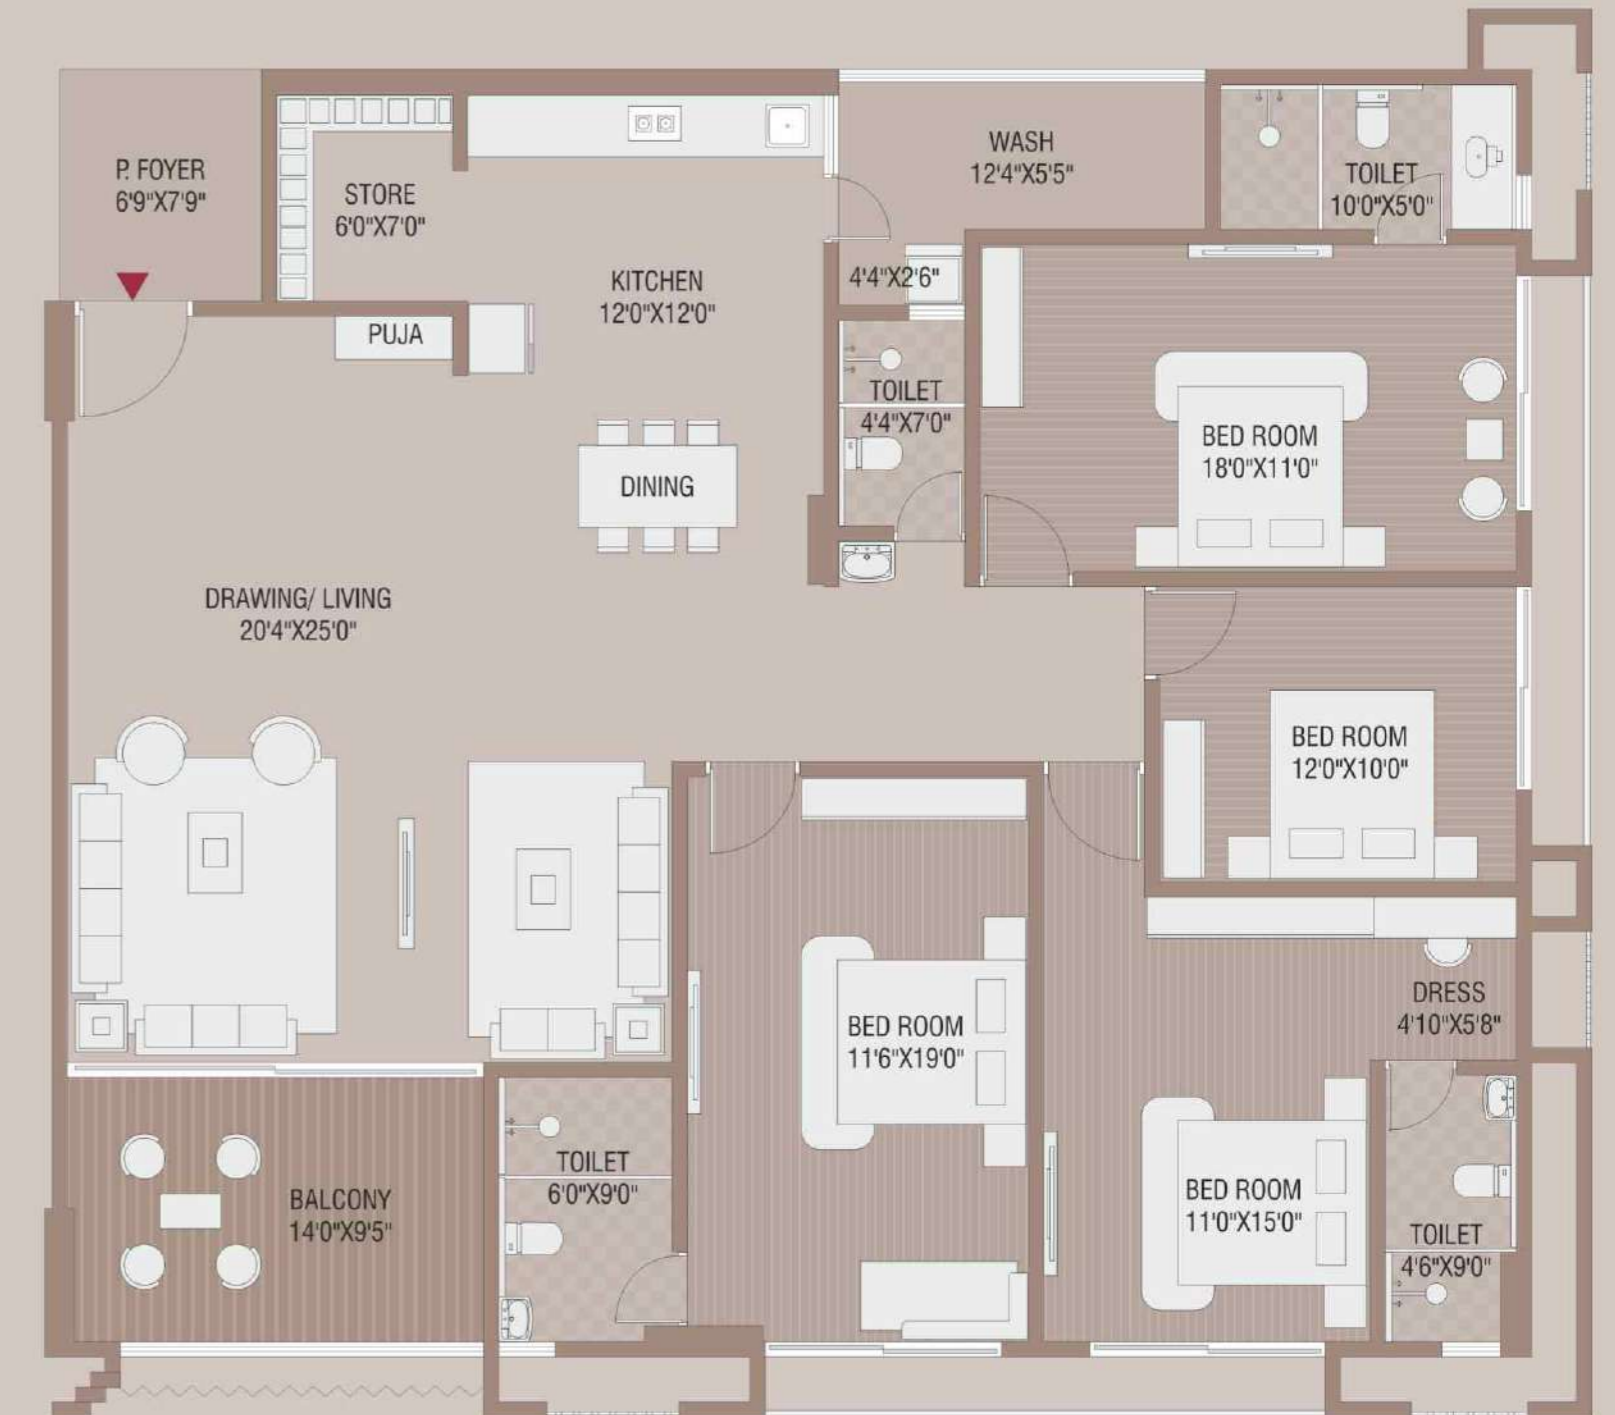 P. FOYER
6'9"X7'9"
STORE
6'0"X7'0"
WASH
12'4"X5'5"
TOILET
10'0"X5'0"
KITCHEN
12'0"X12'0"
4'4"X2'6"
PUJA
TOILET
4'4"X7'0"
BED ROOM
18'0"X11'0"
DINING
DRAWING/ LIVING
20'4"X25'0"
BED ROOM
12'0"X10'0"
DRESS
4'10"X5'8"
BED ROOM
11'6"X19'0"
TOILET
6'0"X9'0"
BALCONY
14'0"X9'5"
BED ROOM
11'0"X15'0"
TOILET
4'6"X9'0"